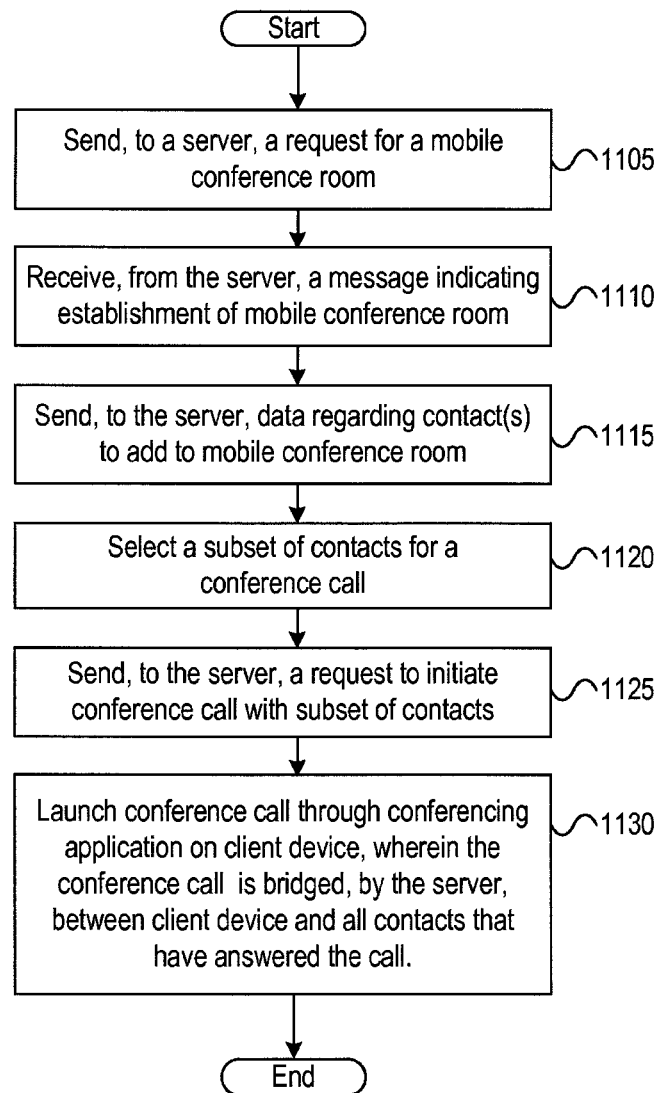 Start
Send, to a server, a request for a mobile
conference room
1105
Receive, from the server, a message indicating
establishment of mobile conference room
1110
Send, to the server, data regarding contact(s)
to add to mobile conference room
1115
Select a subset of contacts for a
conference call
1120
Send, to the server, a request to initiate
conference call with subset of contacts
1125
Launch conference call through conferencing
application on client device, wherein the
conference call is bridged, by the server,
between client device and all contacts that
have answered the call.
1130
End